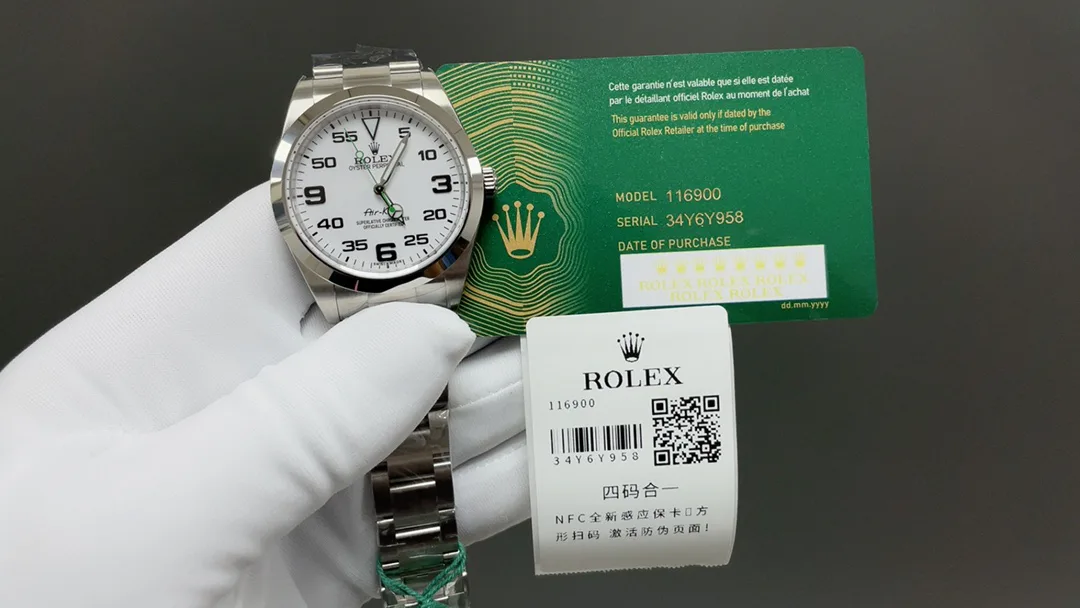 55
5
50
10
9
3
40
20
35
25
6
ROLEX
OYSTER PERPETUAL
Air-K
OFFICIALLY CERTIFIED
Cette garantie n'est valable que si elle est datée
par le détaillant officiel Rolex au moment de l'achat
This guarantee is valid only if dated by the
Official Rolex Retailer at the time of purchase
MODEL 116900
SERIAL 34Y6Y958
DATE OF PURCHASE
ROLEX ROLEX ROLEX
ROLEX ROLEX
dd.mm.yyyy
ROLEX
116900
34Y6Y958
四码合一
NFC全新感应保卡▯方
形扫码 激活防伪页面!